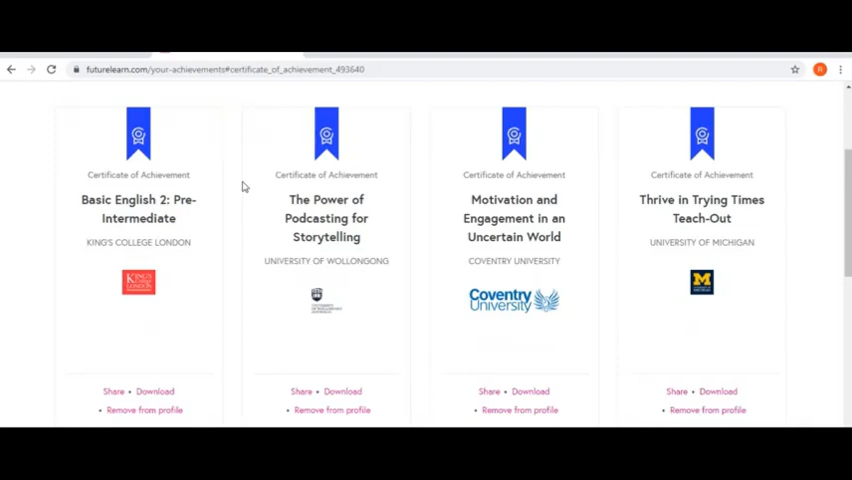 futurelearn.com/your-achievements#certificate_of_achievement_493640
R
Certificate of Achievement
Basic English 2: Pre-
Intermediate
KING'S COLLEGE LONDON
KING'S
College
LONDON
Share • Download
• Remove from profile
Certificate of Achievement
The Power of
Podcasting for
Storytelling
UNIVERSITY OF WOLLONGONG
Share • Download
• Remove from profile
Certificate of Achievement
Motivation and
Engagement in an
Uncertain World
COVENTRY UNIVERSITY
Coventry
University
Share • Download
• Remove from profile
Certificate of Achievement
Thrive in Trying Times
Teach-Out
UNIVERSITY OF MICHIGAN
M
Share • Download
• Remove from profile